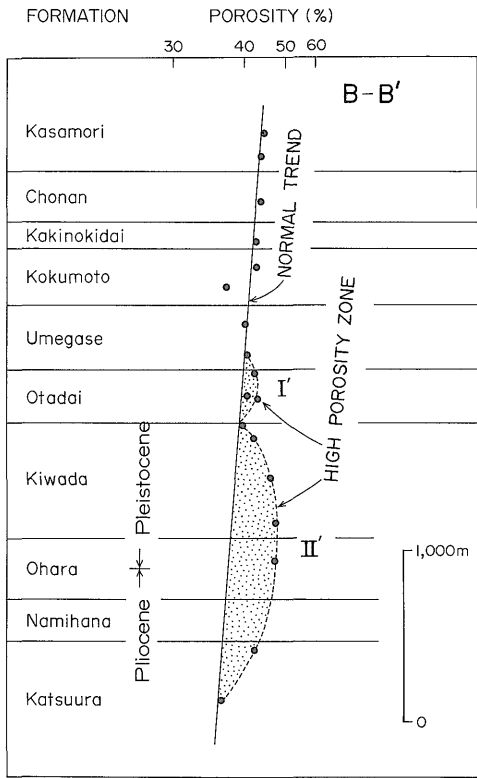 FORMATION POROSITY (%)
30 40 50 60
B-B'
Kasamori
Chonan
Kakinokidai
Kokumoto
Umegase
Otadai
Kiwada
Ohara
Namihana
Katsuura
NORMAL TREND
HIGH POROSITY ZONE
I'
II'
Pleistocene
Pliocene
1,000m
0